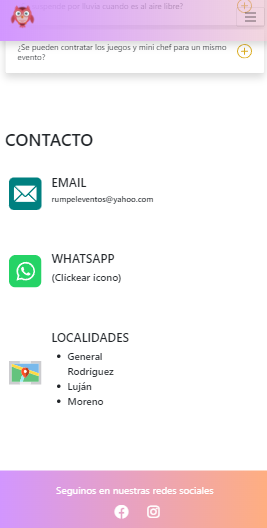 suspende por lluvia cuando es al aire libre?
¿Se pueden contratar los juegos y mini chef para un mismo
evento?
CONTACTO
EMAIL
rumpeleventos@yahoo.com
WHATSAPP
(Clickear icono)
LOCALIDADES
General
Rodriguez
Luján
Moreno
Seguinos en nuestras redes sociales